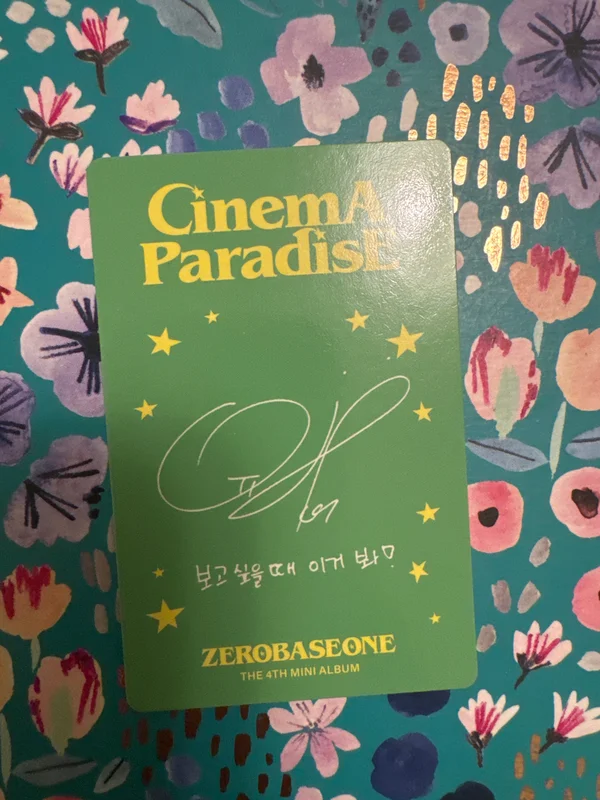 CinemA
ParadisE
보고 싶을 때 이거 봐!
ZEROBASEONE
THE 4TH MINI ALBUM